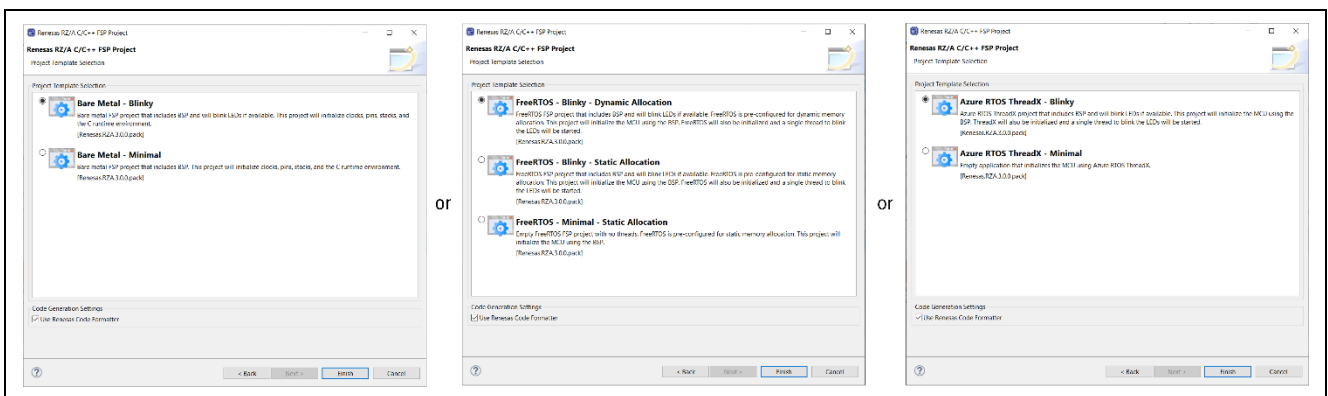 Renesas RZ/A C/C++ FSP Project
Renesas RZ/A C/C++ FSP Project
Project Template Selection
Project Template Selection
Bare Metal - Blinky
Bare metal FSP project that includes BSP and will blink LEDs if available. This project will initialize clocks, pins, stacks, and
the C runtime environment.
[Renesas.RZA.3.0.0.pack]
Bare Metal - Minimal
Bare metal FSP project that includes BSP. This project will initialize clocks, pins, stacks, and the C runtime environment.
[Renesas.RZA.3.0.0.pack]
Code Generation Settings
Use Renesas Code Formatter
< Back
Next >
Finish
Cancel
or
Renesas RZ/A C/C++ FSP Project
Renesas RZ/A C/C++ FSP Project
Project Template Selection
Project Template Selection
FreeRTOS - Blinky - Dynamic Allocation
FreeRTOS FSP project that includes BSP and will blink LEDs if available. FreeRTOS is pre-configured for dynamic memory
allocation. This project will initialize the MCU using the BSP. FreeRTOS will also be initialized and a single thread to blink
the LEDs will be started.
[Renesas.RZA.3.0.0.pack]
FreeRTOS - Blinky - Static Allocation
FreeRTOS FSP project that includes BSP and will blink LEDs if available. FreeRTOS is pre-configured for static memory
allocation. This project will initialize the MCU using the BSP. FreeRTOS will also be initialized and a single thread to blink
the LEDs will be started.
[Renesas.RZA.3.0.0.pack]
FreeRTOS - Minimal - Static Allocation
Empty FreeRTOS FSP project with no threads. FreeRTOS is pre-configured for static memory allocation. This project will
initialize the MCU using the BSP.
[Renesas.RZA.3.0.0.pack]
Code Generation Settings
Use Renesas Code Formatter
< Back
Next >
Finish
Cancel
or
Renesas RZ/A C/C++ FSP Project
Renesas RZ/A C/C++ FSP Project
Project Template Selection
Project Template Selection
Azure RTOS ThreadX - Blinky
Azure RTOS ThreadX project that includes BSP and will blink LEDs if available. This project will initialize the MCU using the
BSP. ThreadX will also be initialized and a single thread to blink the LEDs will be started.
[Renesas.RZA.3.0.0.pack]
Azure RTOS ThreadX - Minimal
Empty application that initializes the MCU using Azure RTOS ThreadX.
[Renesas.RZA.3.0.0.pack]
Code Generation Settings
Use Renesas Code Formatter
< Back
Next >
Finish
Cancel